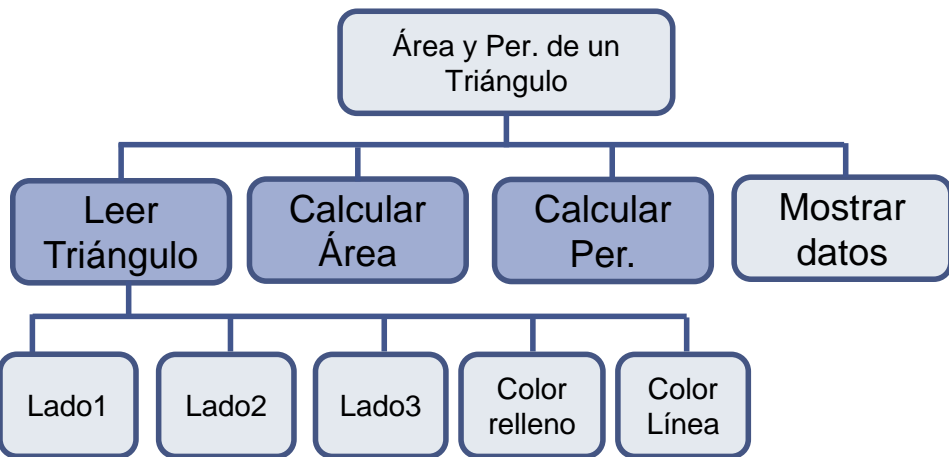 Área y Per. de un
Triángulo
Leer
Triángulo
Calcular
Área
Calcular
Per.
Mostrar
datos
Lado1
Lado2
Lado3
Color
relleno
Color
Línea